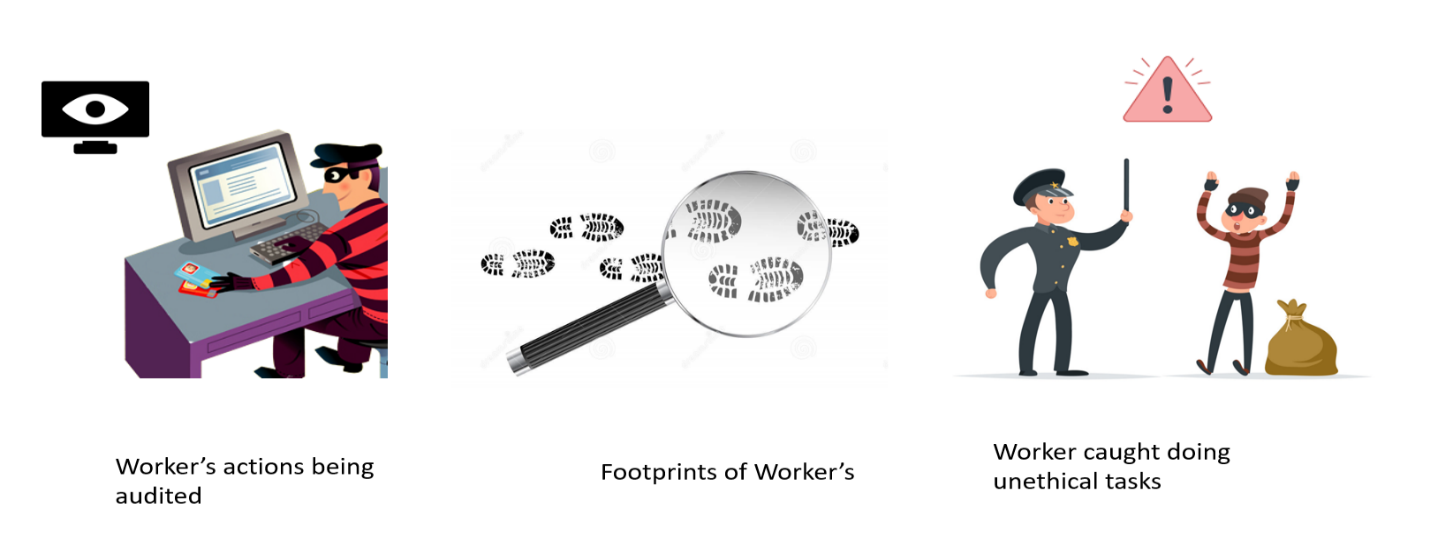 Worker’s actions being
audited
Footprints of Worker’s
Worker caught doing
unethical tasks